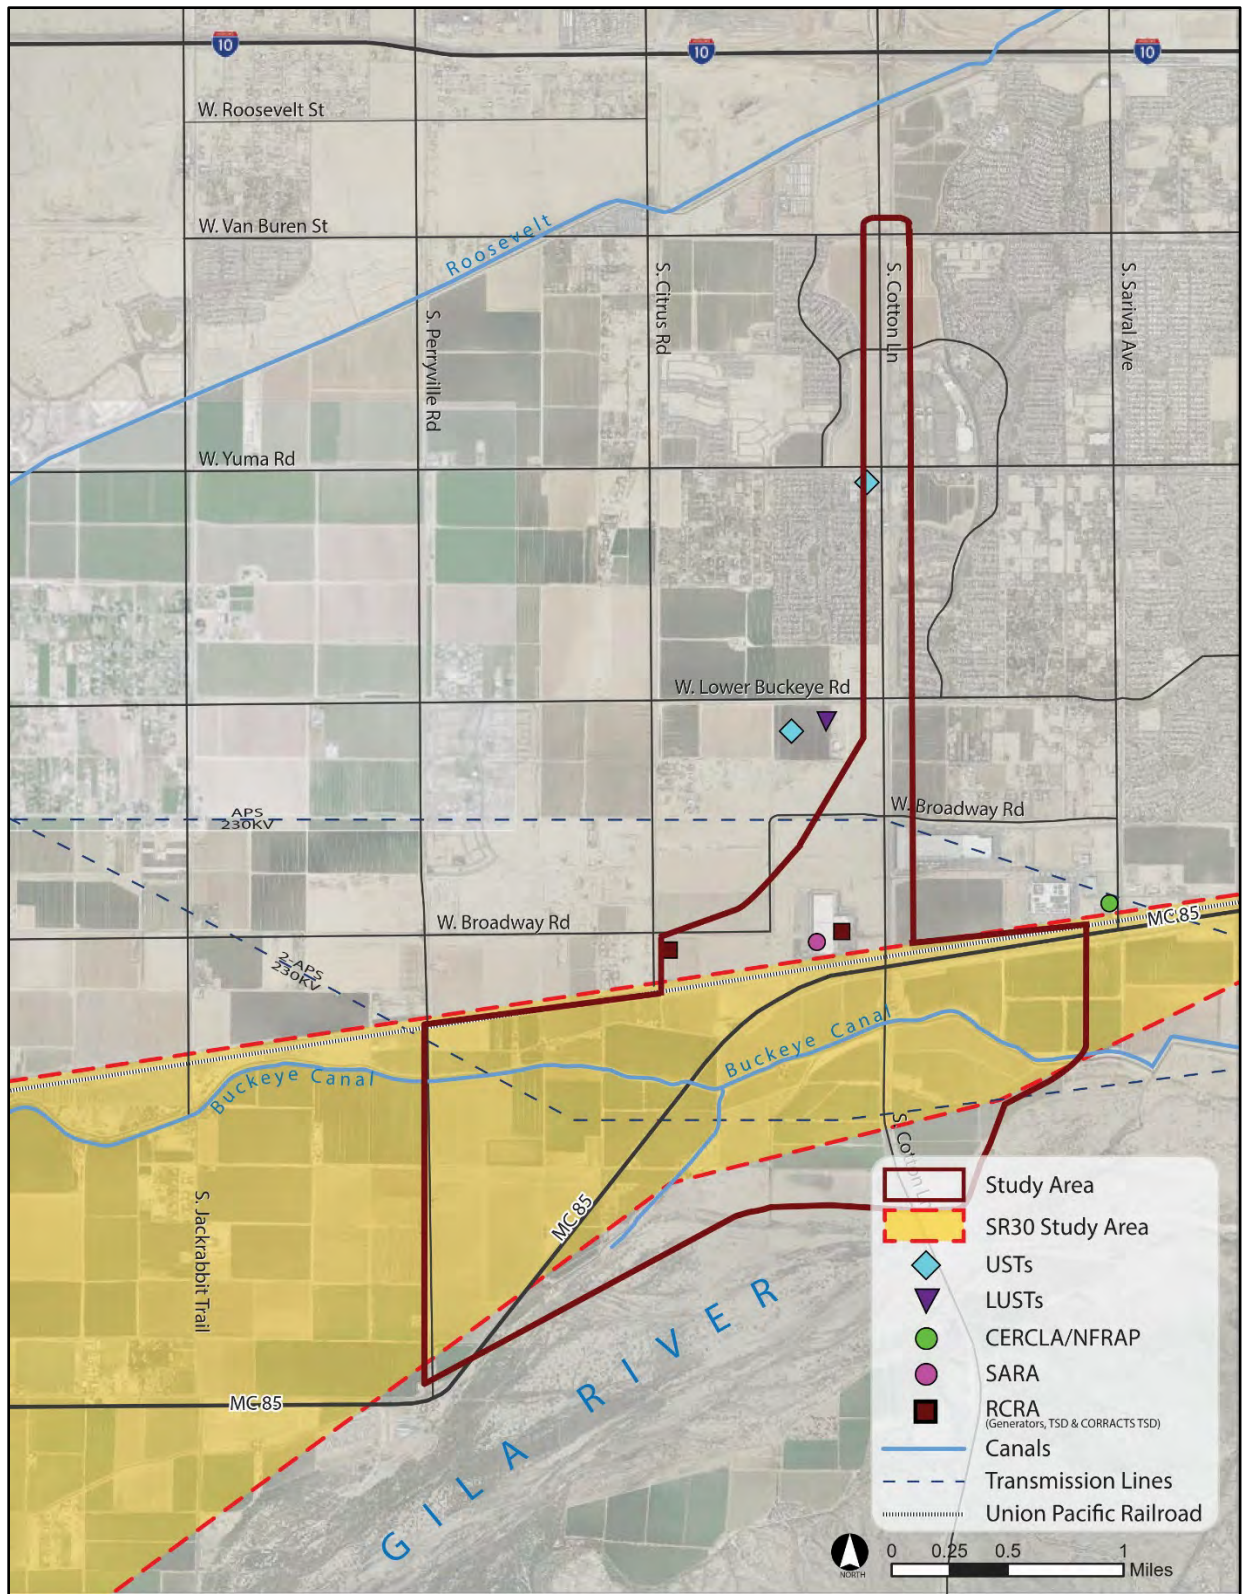 10
10
10
W. Roosevelt St
W. Van Buren St
Roosevelt
S. Perryville Rd
S. Citrus Rd
S. Cotton Ln
S. Sarival Ave
W. Yuma Rd
W. Lower Buckeye Rd
APS
230KV
W. Broadway Rd
W. Broadway Rd
MC 85
2-APS
230KV
Buckeye Canal
Buckeye Canal
S. Jackrabbit Trail
MC 85
S. Cotton Ln
MC 85
GILA RIVER
Study Area
SR30 Study Area
USTs
LUSTs
CERCLA/NFRAP
SARA
RCRA
(Generators, TSD & CORRACTS TSD)
Canals
Transmission Lines
Union Pacific Railroad
NORTH
0 0.25 0.5 1
Miles